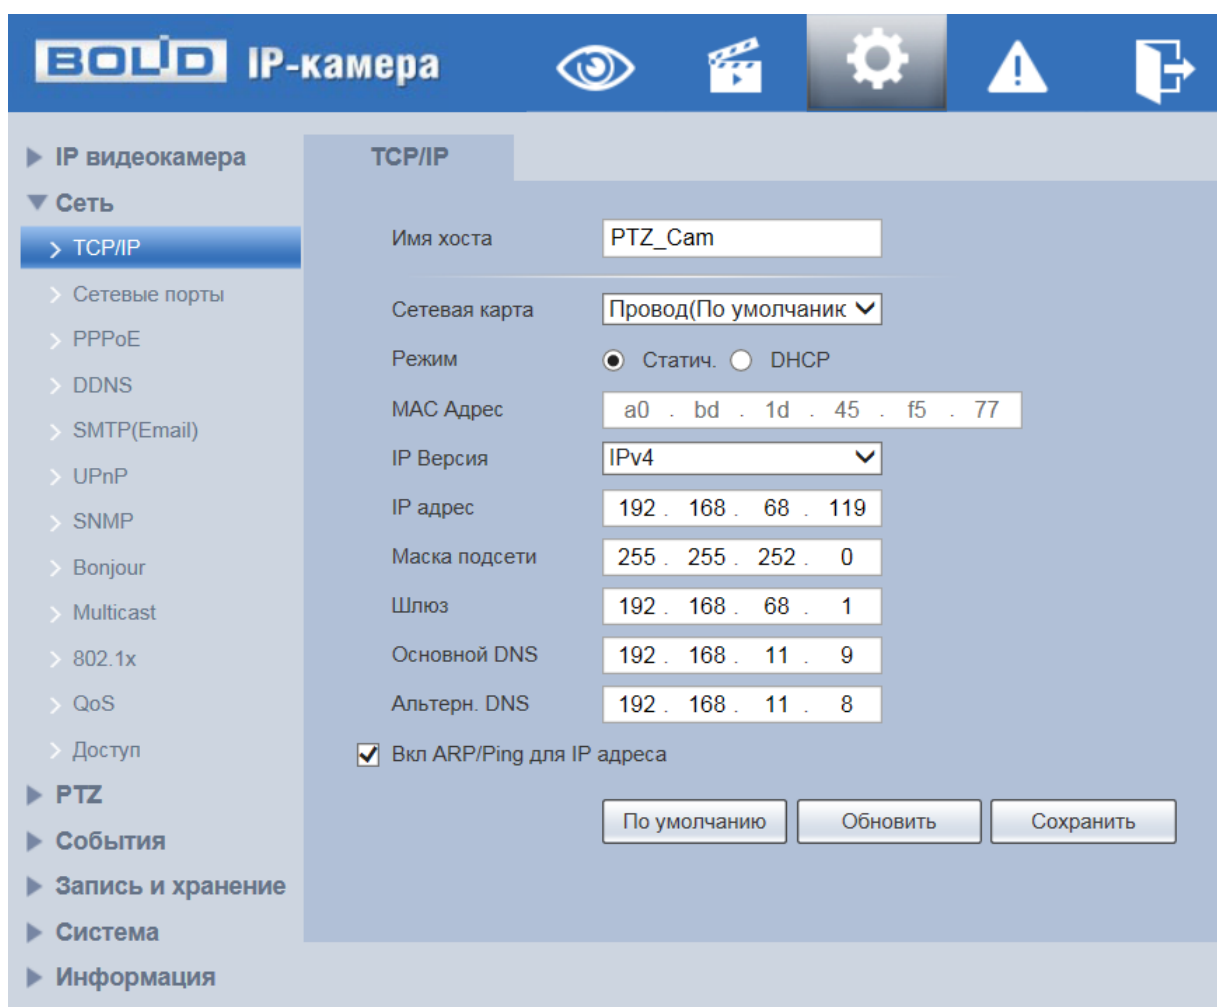 BOLID IP-камера
IP видеокамера
Сеть
TCP/IP
Сетевые порты
PPPoE
DDNS
SMTP(Email)
UPnP
SNMP
Bonjour
Multicast
802.1x
QoS
Доступ
PTZ
События
Запись и хранение
Система
Информация
TCP/IP
Имя хоста PTZ_Cam
Сетевая карта Провод(По умолчанию
Режим Статич. DHCP
MAC Адрес a0 . bd . 1d . 45 . f5 . 77
IP Версия IPv4
IP адрес 192 . 168 . 68 . 119
Маска подсети 255 . 255 . 252 . 0
Шлюз 192 . 168 . 68 . 1
Основной DNS 192 . 168 . 11 . 9
Альтерн. DNS 192 . 168 . 11 . 8
Вкл ARP/Ping для IP адреса
По умолчанию Обновить Сохранить